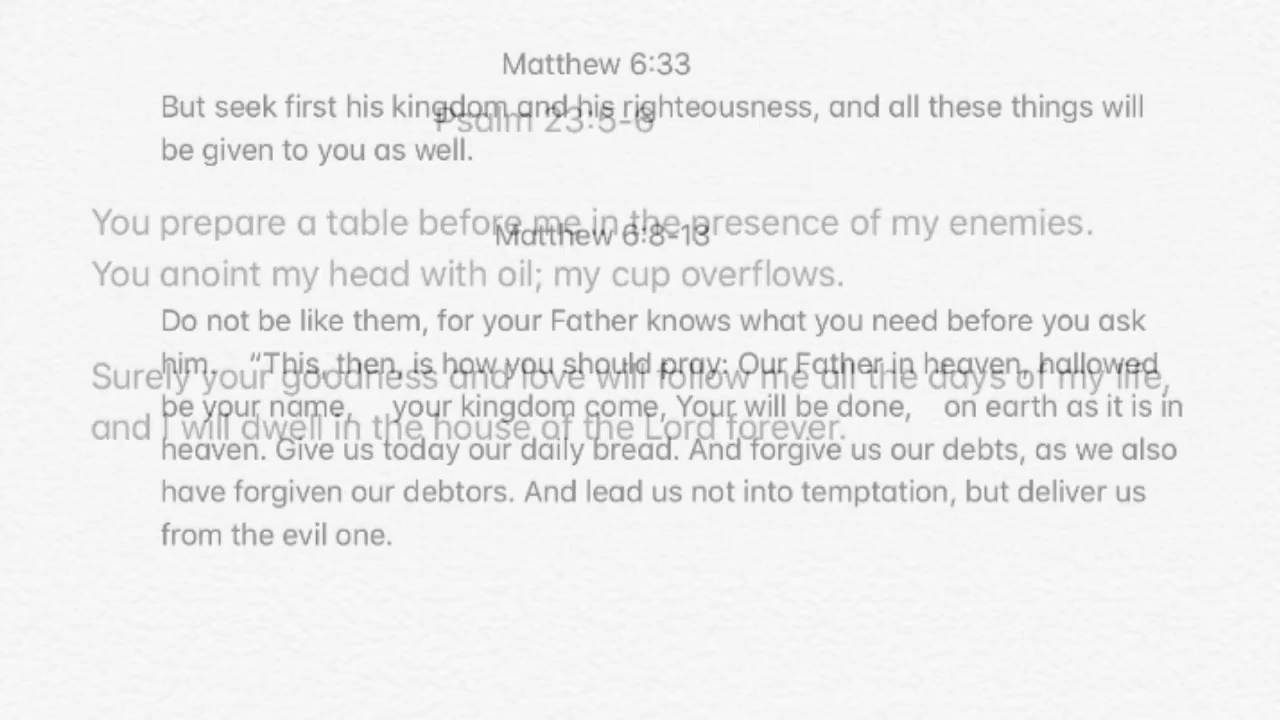 Matthew 6:33
But seek first his kingdom and his righteousness, and all these things will
be given to you as well.
Matthew 6:8-13
Do not be like them, for your Father knows what you need before you ask
him. “This, then, is how you should pray: Our Father in heaven, hallowed
be your name, your kingdom come, Your will be done, on earth as it is in
heaven. Give us today our daily bread. And forgive us our debts, as we also
have forgiven our debtors. And lead us not into temptation, but deliver us
from the evil one.
Psalm 23:5-6
You prepare a table before me in the presence of my enemies.
You anoint my head with oil; my cup overflows.
Surely your goodness and love will follow me all the days of my life,
and I will dwell in the house of the Lord forever.